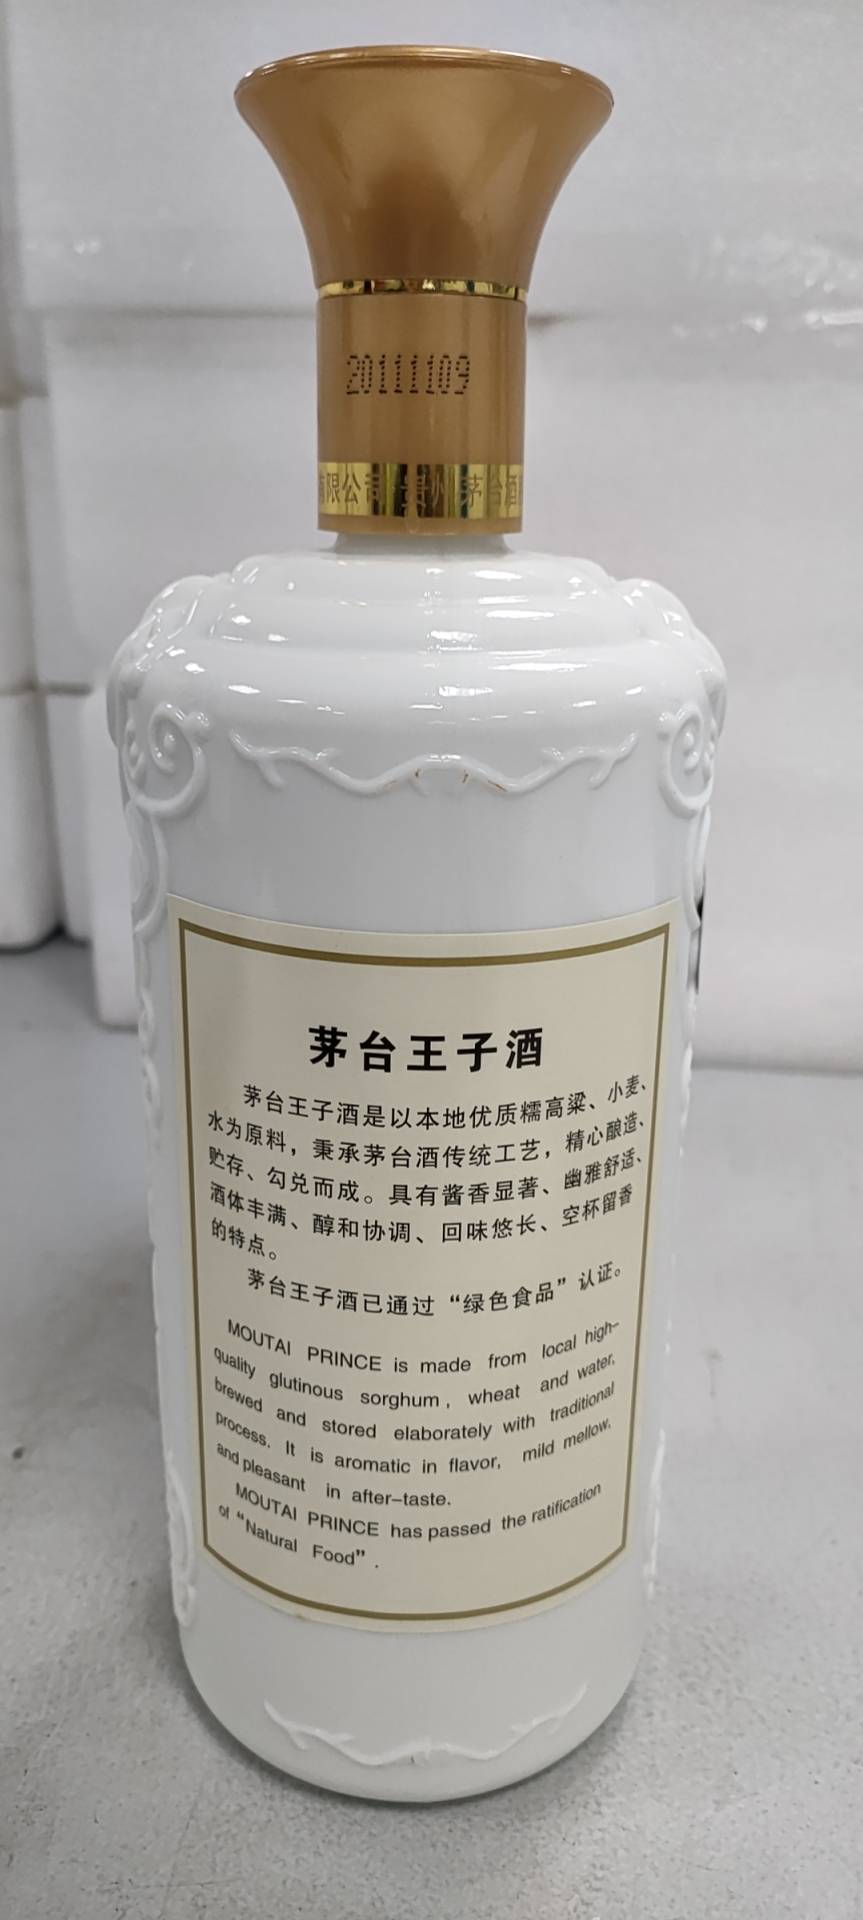 20111109
有限公司 贵州茅台酒
茅台王子酒
茅台王子酒是以本地优质糯高粱、小麦、
水为原料，秉承茅台酒传统工艺，精心酿造、
贮存、勾兑而成。具有酱香显著、幽雅舒适、
酒体丰满、醇和协调、回味悠长、空杯留香
的特点。
茅台王子酒已通过“绿色食品”认证。
MOUTAI PRINCE is made from local high-
quality glutinous sorghum, wheat and water,
brewed and stored elaborately with traditional
process. It is aromatic in flavor, mild mellow,
and pleasant in after-taste.
MOUTAI PRINCE has passed the ratification
of “Natural Food”.